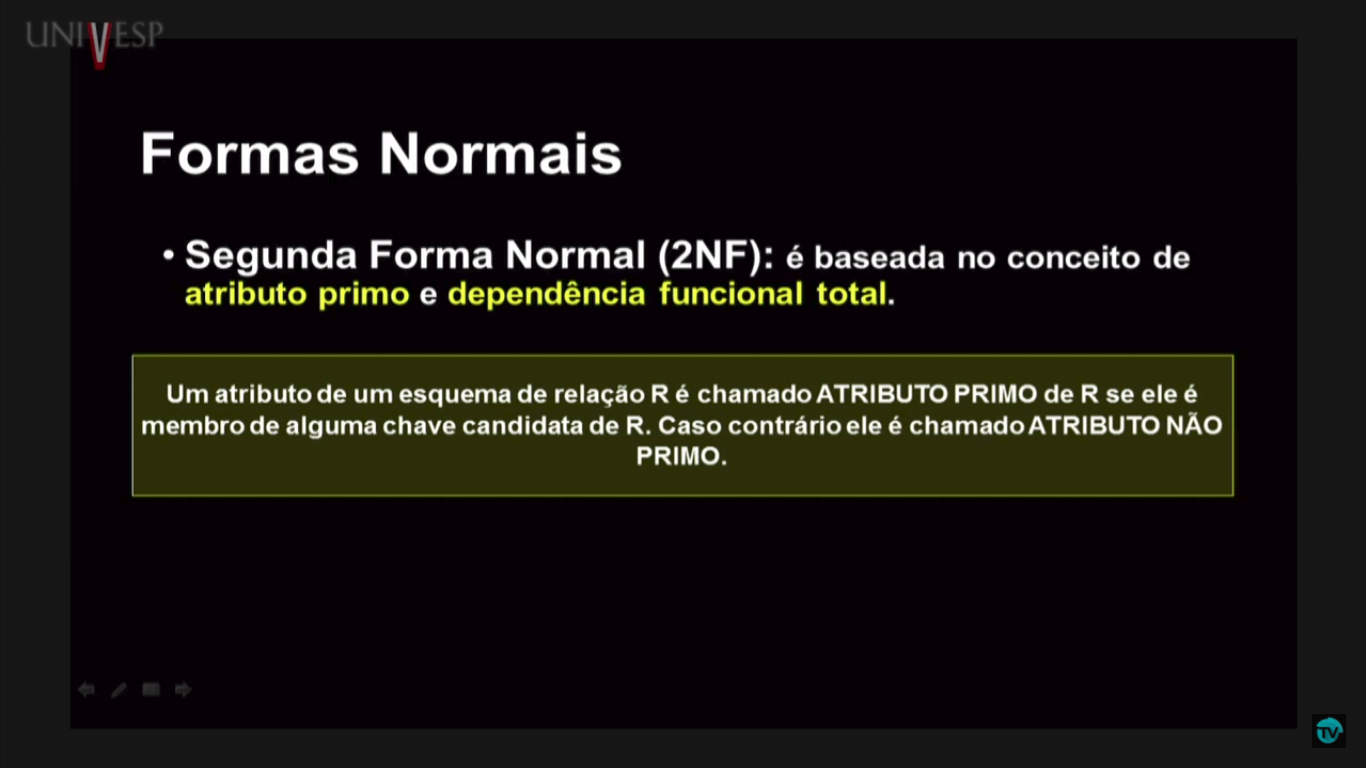 UNIVESP
Formas Normais
• Segunda Forma Normal (2NF): é baseada no conceito de
atributo primo e dependência funcional total.
Um atributo de um esquema de relação R é chamado ATRIBUTO PRIMO de R se ele é
membro de alguma chave candidata de R. Caso contrário ele é chamado ATRIBUTO NÃO
PRIMO.
TV